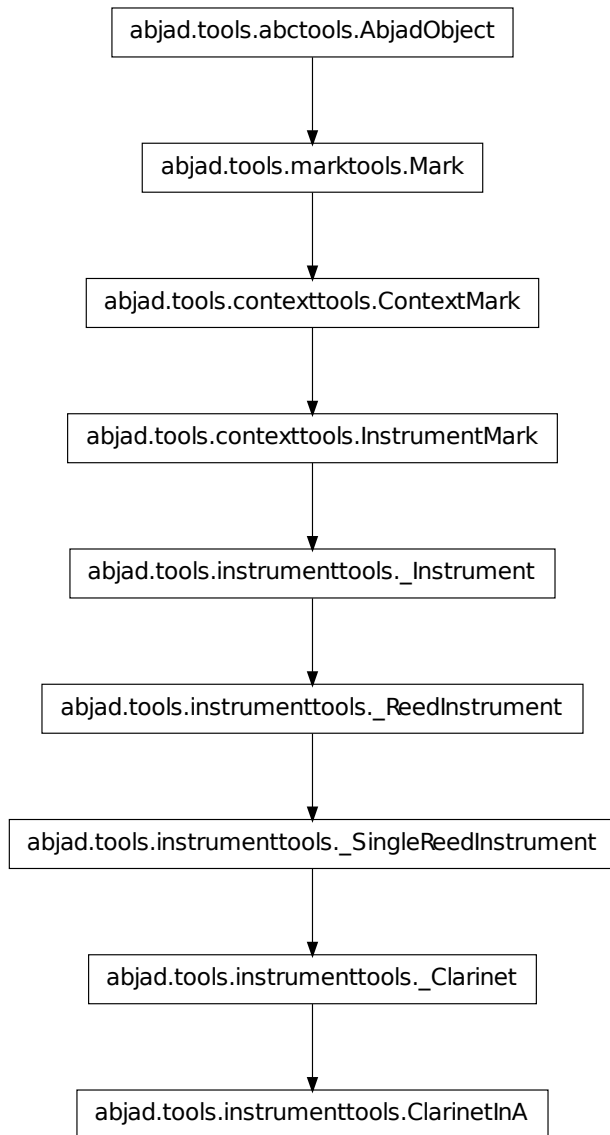 abjad.tools.abctools.AbjadObject
abjad.tools.marktools.Mark
abjad.tools.contexttools.ContextMark
abjad.tools.contexttools.InstrumentMark
abjad.tools.instrumenttools._Instrument
abjad.tools.instrumenttools._ReedInstrument
abjad.tools.instrumenttools._SingleReedInstrument
abjad.tools.instrumenttools._Clarinet
abjad.tools.instrumenttools.ClarinetInA